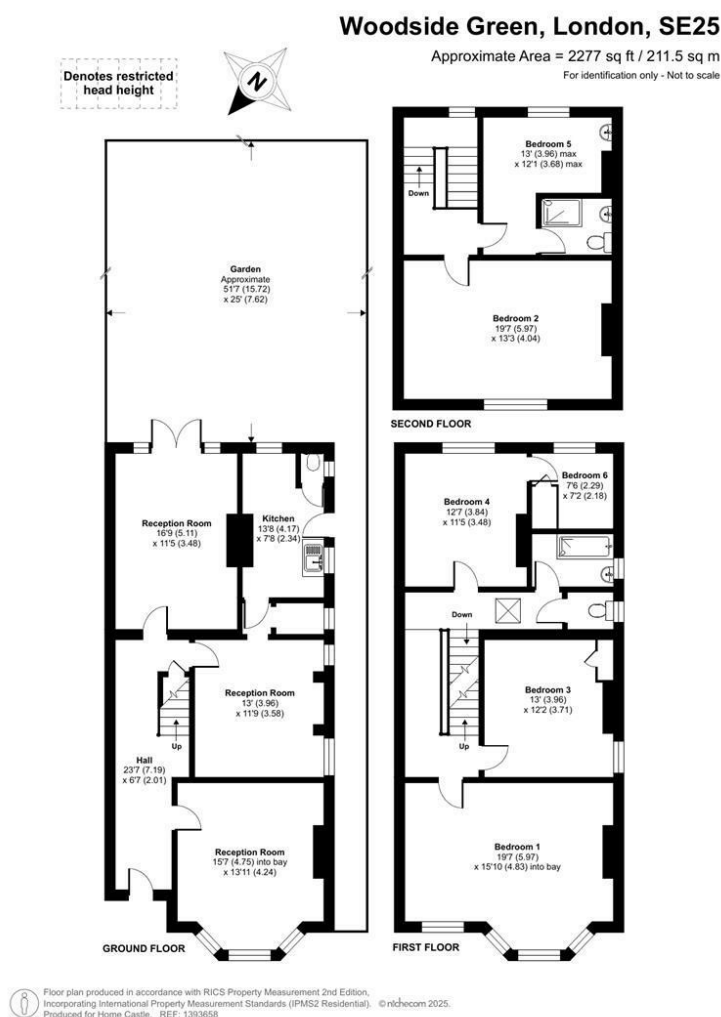 Woodside Green, London, SE25
Approximate Area = 2277 sq ft / 211.5 sq m
For identification only - Not to scale
Denotes restricted
head height
N
Garden
Approximate
51'7 (15.72)
x 25' (7.62)
Bedroom 5
13' (3.96) max
x 12'1 (3.68) max
Down
Bedroom 2
19'7 (5.97)
x 13'3 (4.04)
SECOND FLOOR
Reception Room
16'9 (5.11)
x 11'5 (3.48)
Kitchen
13'8 (4.17)
x 7'8 (2.34)
Reception Room
13' (3.96)
x 11'9 (3.58)
Up
Hall
23'7 (7.19)
x 6'7 (2.01)
Reception Room
15'7 (4.75) into bay
x 13'11 (4.24)
GROUND FLOOR
Bedroom 4
12'7 (3.84)
x 11'5 (3.48)
Bedroom 6
7'6 (2.29)
x 7'2 (2.18)
Down
Bedroom 3
13' (3.96)
x 12'2 (3.71)
Up
Bedroom 1
19'7 (5.97)
x 15'10 (4.83) into bay
FIRST FLOOR
Floor plan produced in accordance with RICS Property Measurement 2nd Edition,
Incorporating International Property Measurement Standards (IPMS2 Residential). © nichecom 2025.
Produced for Home Castle. REF: 1393658